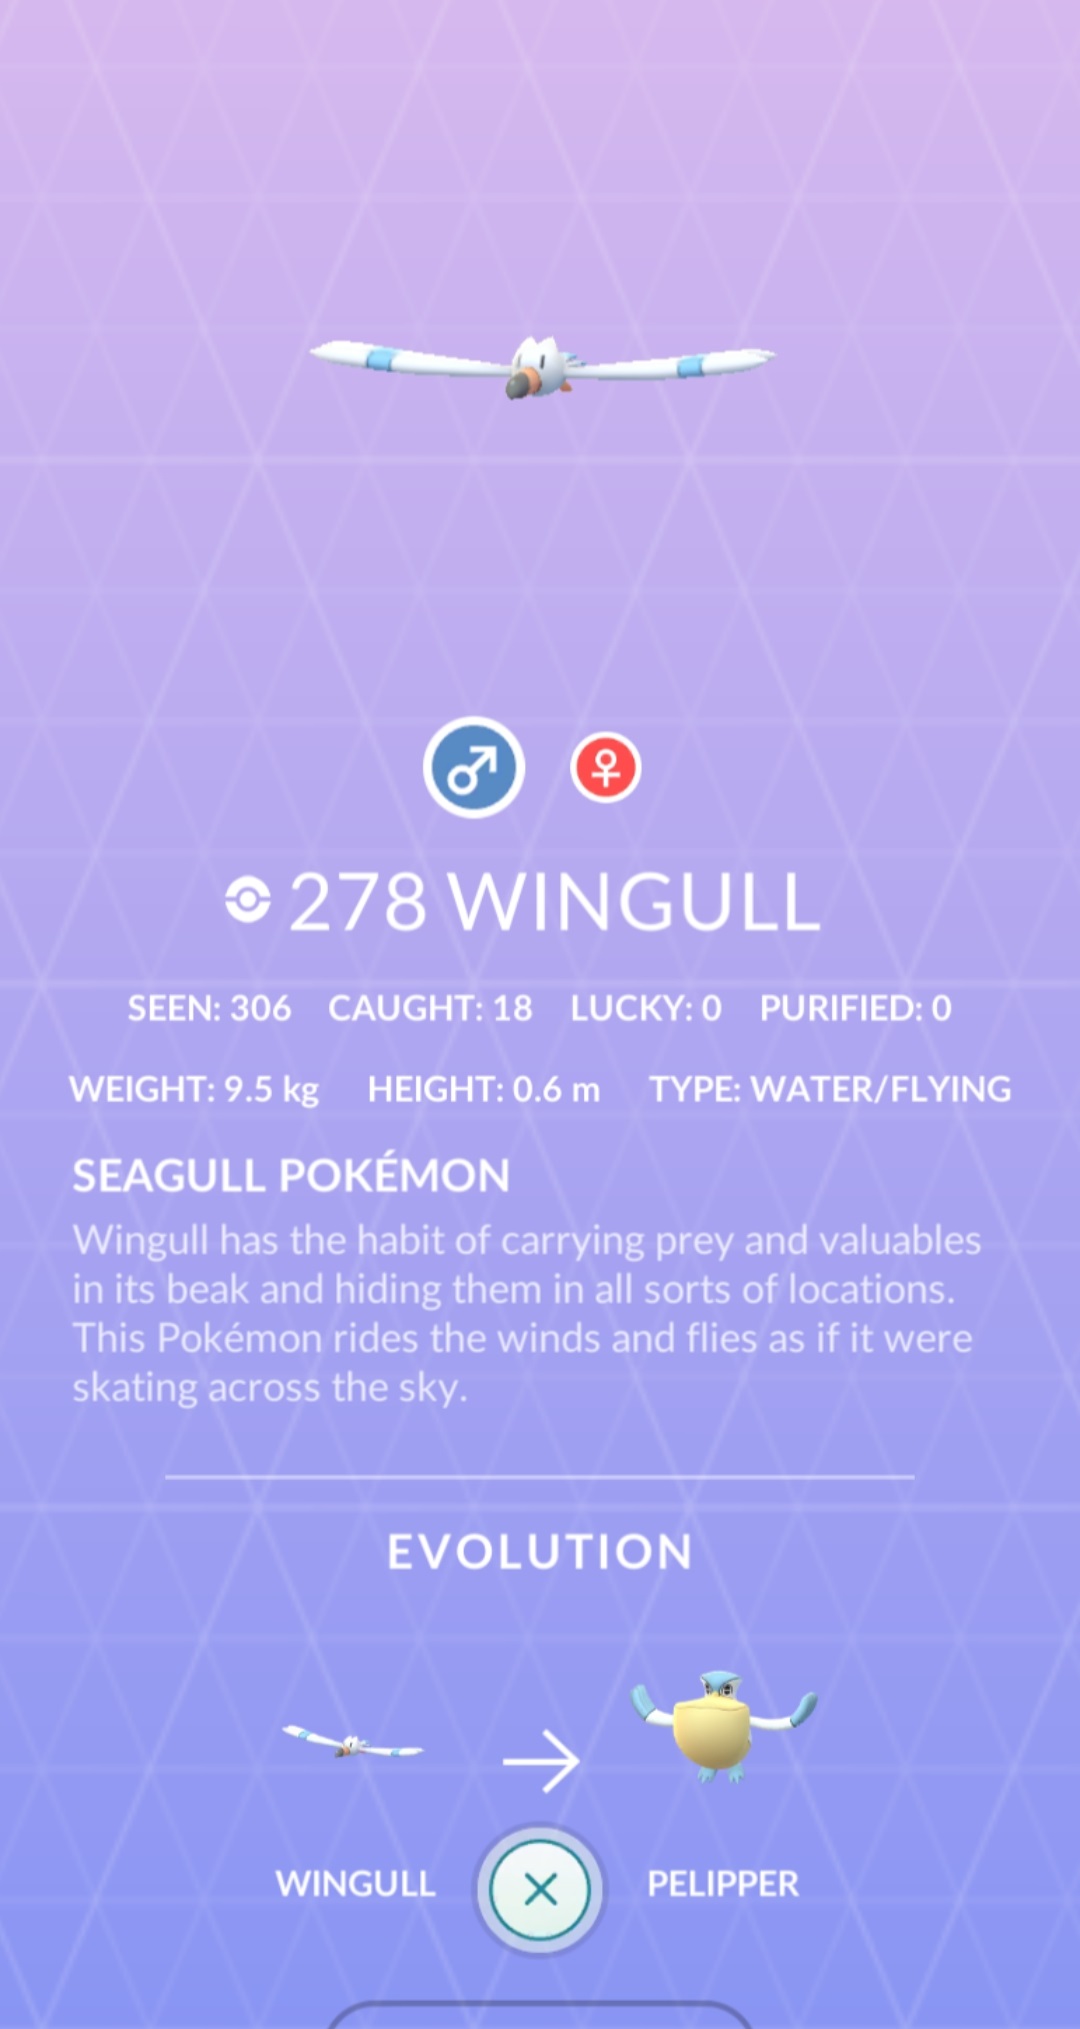 278 WINGULL
SEEN: 306 CAUGHT: 18 LUCKY: 0 PURIFIED: 0
WEIGHT: 9.5 kg HEIGHT: 0.6 m TYPE: WATER/FLYING
SEAGULL POKÉMON
Wingull has the habit of carrying prey and valuables
in its beak and hiding them in all sorts of locations.
This Pokémon rides the winds and flies as if it were
skating across the sky.
EVOLUTION
WINGULL PELIPPER